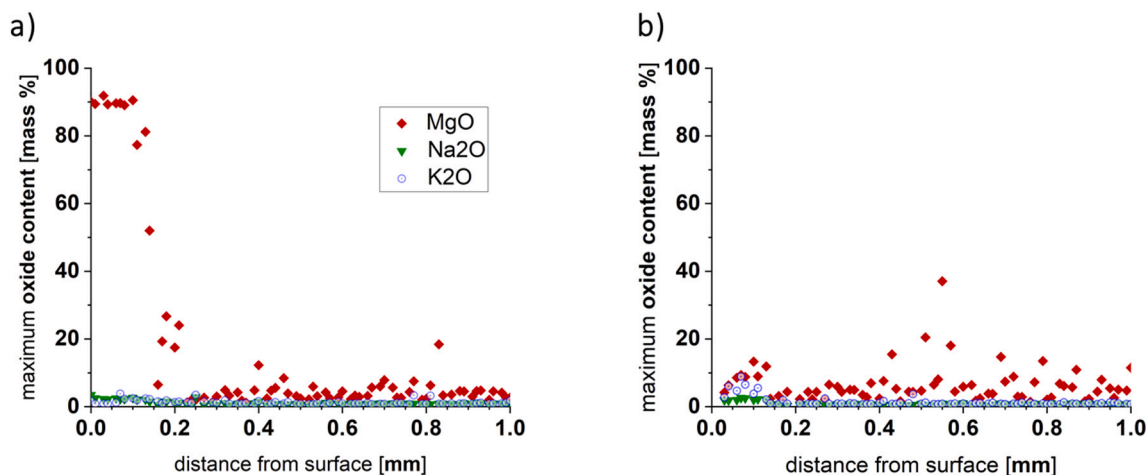 a)
maximum oxide content [mass %]
100
80
60
40
20
0
0.0 0.2 0.4 0.6 0.8 1.0
distance from surface [mm]
MgO
Na2O
K2O
b)
maximum oxide content [mass %]
100
80
60
40
20
0
0.0 0.2 0.4 0.6 0.8 1.0
distance from surface [mm]